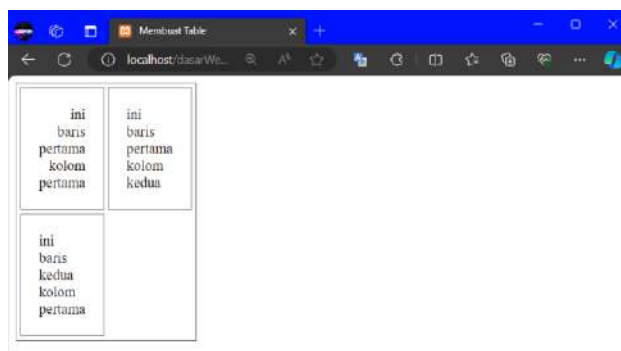 Membuat Table
localhost/dasarWe...
ini
baris
pertama
kolom
pertama
ini
baris
pertama
kolom
kedua
ini
baris
kedua
kolom
pertama